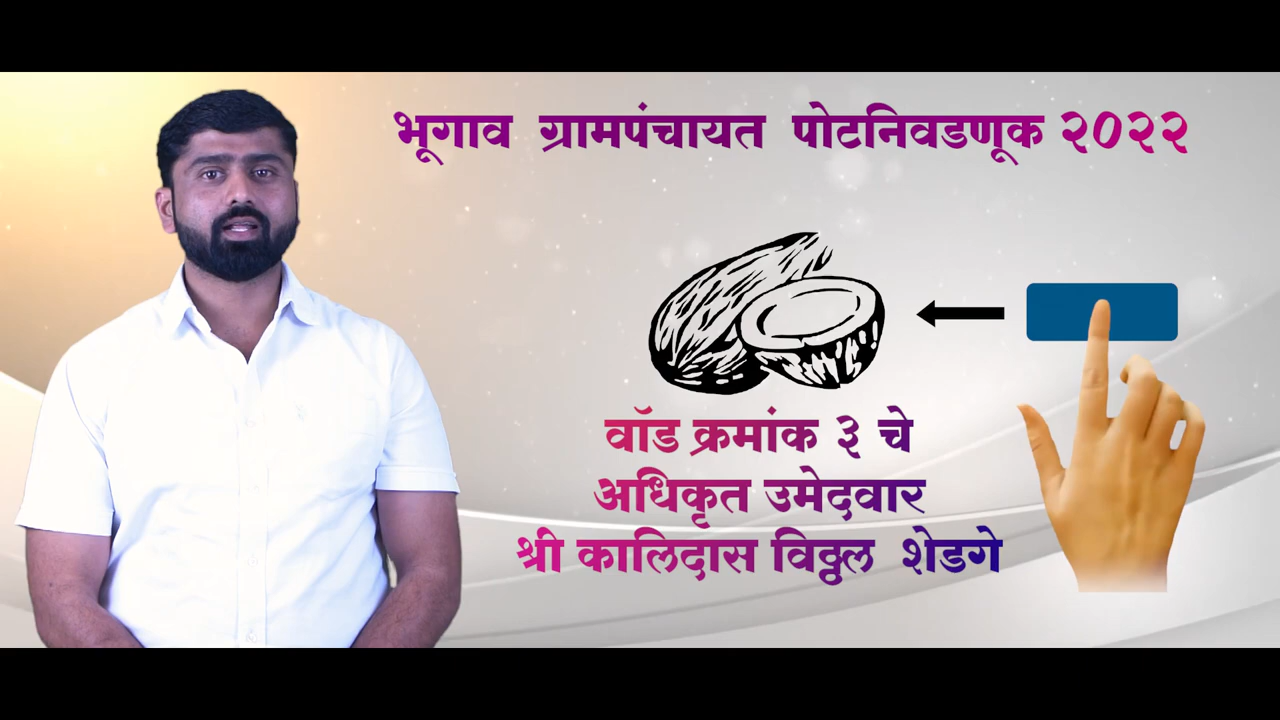 भूगाव ग्रामपंचायत पोटनिवडणूक २०२२
वॉड क्रमांक ३ चे
अधिकृत उमेदवार
श्री कालिदास विठ्ठल शेडगे